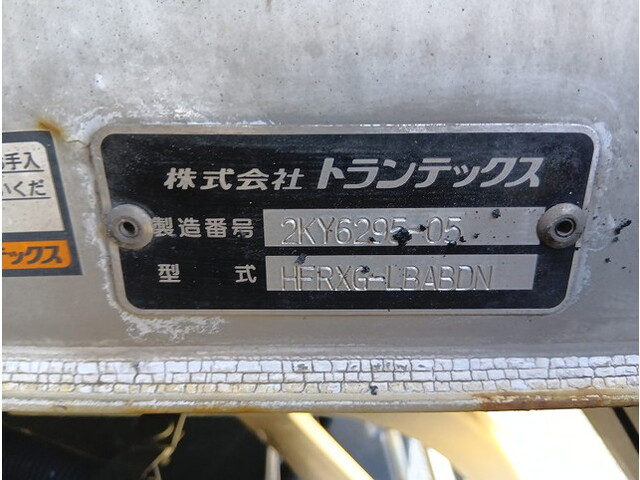 手入
いくだ
テックス
株式会社 トランテックス
製造番号 2KY6295-05
型式 HFRXG-LBABDN